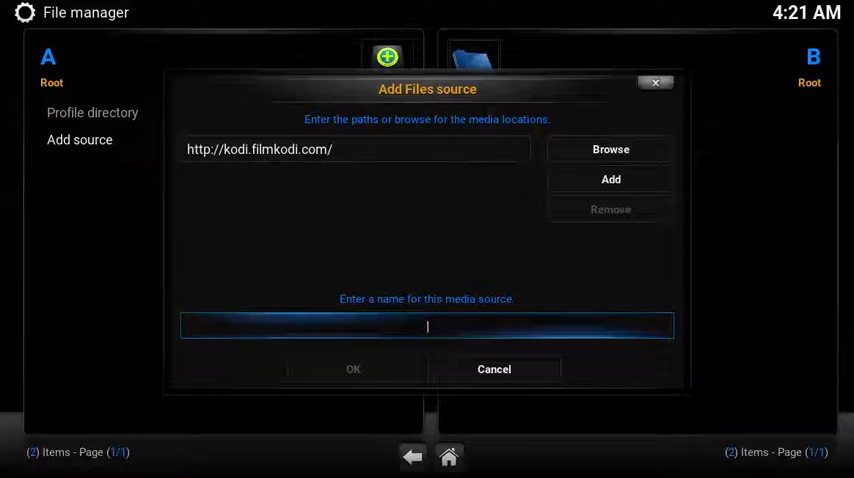 File manager
4:21 AM
A
B
Root
Root
Profile directory
Add source
Add Files source
Enter the paths or browse for the media locations.
http://kodi.filmkodi.com/
Browse
Add
Remove
Enter a name for this media source.
OK
Cancel
(2) Items - Page (1/1)
(2) Items - Page (1/1)